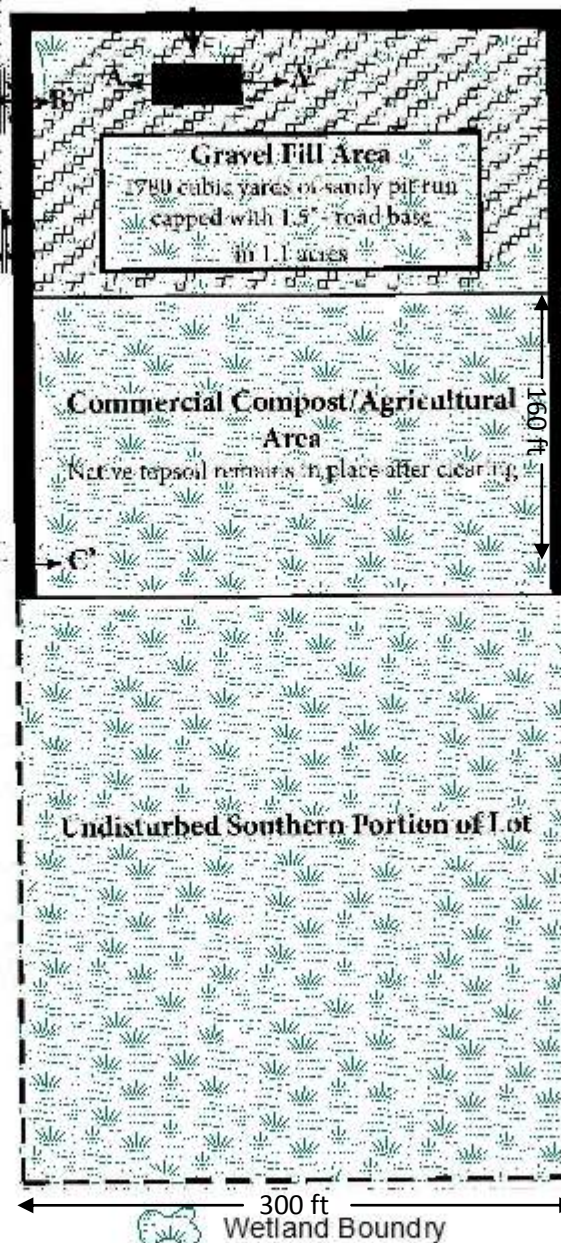 A A'
B'
Gravel Fill Area
1780 cubic yards of sandy pit run
capped with 1.5" - road base
in 1.1 acres
160 ft
Commercial Compost/Agricultural
Area
Native topsoil remains in place after clearing
C'
Undisturbed Southern Portion of Lot
300 ft
Wetland Boundry